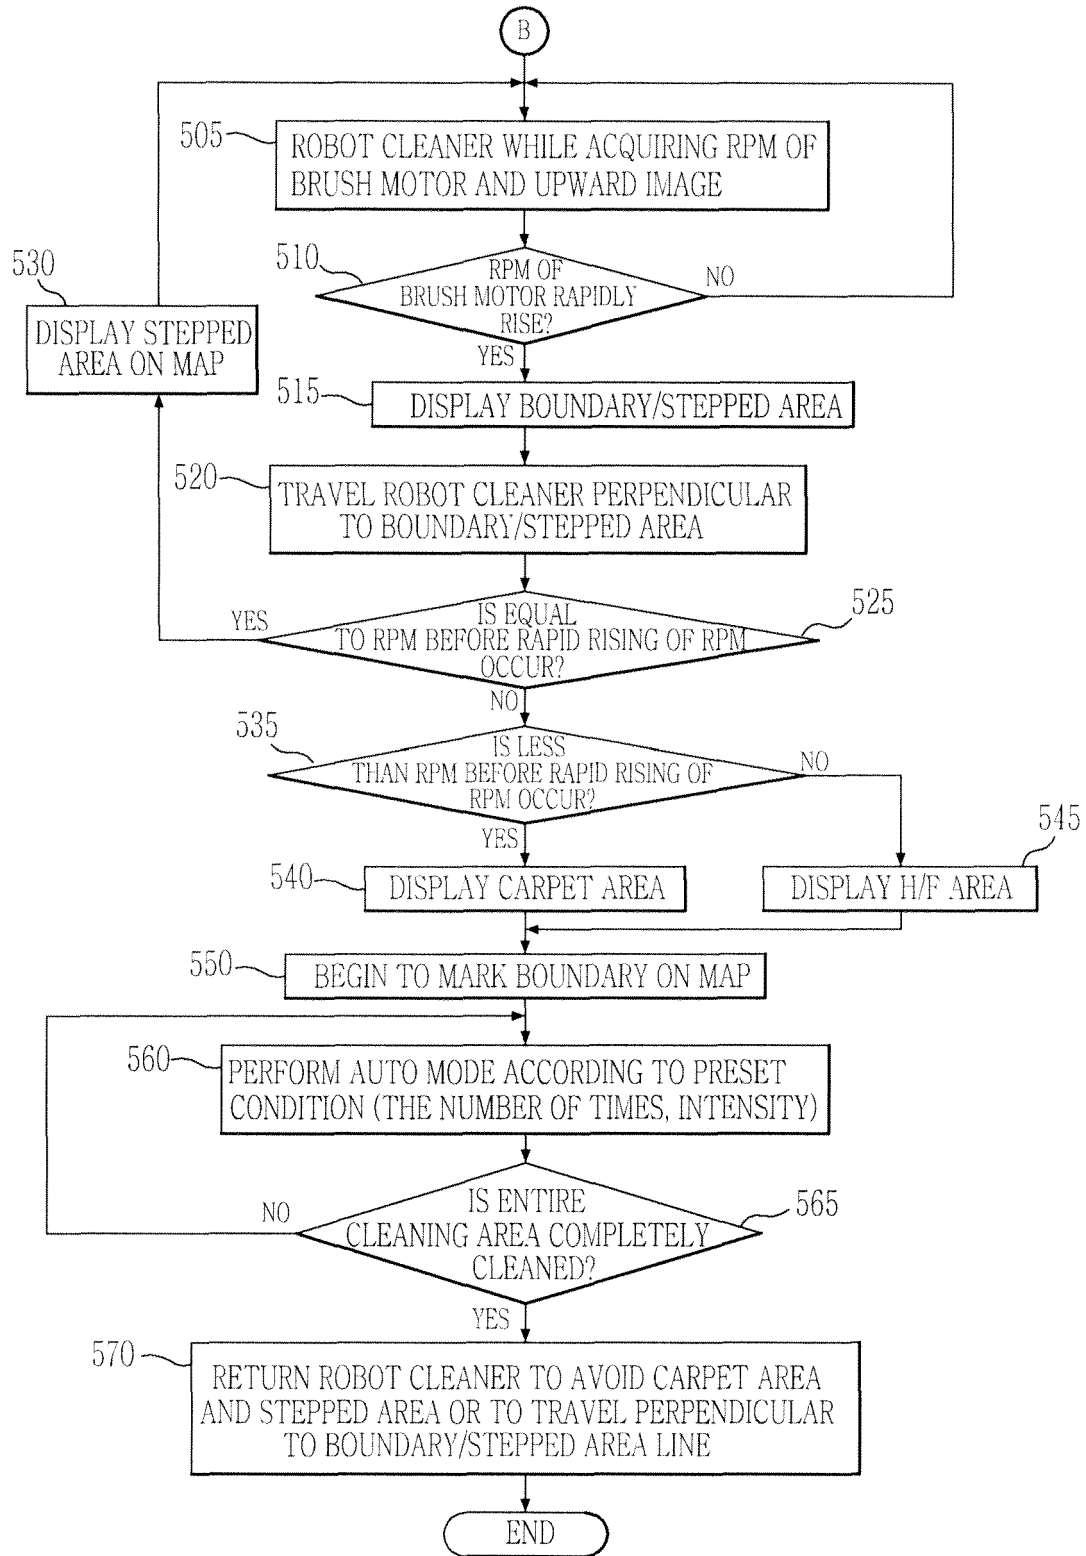 B
505
ROBOT CLEANER WHILE ACQUIRING RPM OF
BRUSH MOTOR AND UPWARD IMAGE
510
RPM OF
BRUSH MOTOR RAPIDLY
RISE?
NO
YES
530
DISPLAY STEPPED
AREA ON MAP
515
DISPLAY BOUNDARY/STEPPED AREA
520
TRAVEL ROBOT CLEANER PERPENDICULAR
TO BOUNDARY/STEPPED AREA
525
IS EQUAL
TO RPM BEFORE RAPID RISING OF RPM
OCCUR?
YES
NO
535
IS LESS
THAN RPM BEFORE RAPID RISING OF
RPM OCCUR?
NO
YES
540
DISPLAY CARPET AREA
545
DISPLAY H/F AREA
550
BEGIN TO MARK BOUNDARY ON MAP
560
PERFORM AUTO MODE ACCORDING TO PRESET
CONDITION (THE NUMBER OF TIMES, INTENSITY)
565
IS ENTIRE
CLEANING AREA COMPLETELY
CLEANED?
NO
YES
570
RETURN ROBOT CLEANER TO AVOID CARPET AREA
AND STEPPED AREA OR TO TRAVEL PERPENDICULAR
TO BOUNDARY/STEPPED AREA LINE
END